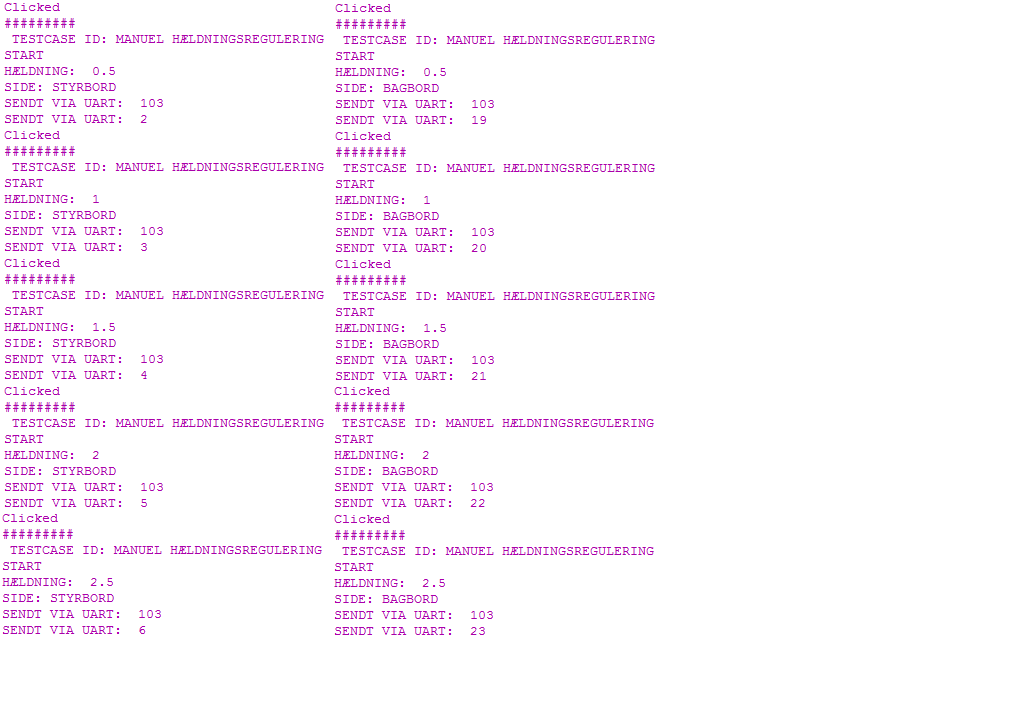 Clicked
#########
 TESTCASE ID: MANUEL HÆLDNINGSREGULERING
START
HÆLDNING:  0.5
SIDE: STYRBORD
SENDT VIA UART:  103
SENDT VIA UART:  2
Clicked
#########
 TESTCASE ID: MANUEL HÆLDNINGSREGULERING
START
HÆLDNING:  1
SIDE: STYRBORD
SENDT VIA UART:  103
SENDT VIA UART:  3
Clicked
#########
 TESTCASE ID: MANUEL HÆLDNINGSREGULERING
START
HÆLDNING:  1.5
SIDE: STYRBORD
SENDT VIA UART:  103
SENDT VIA UART:  4
Clicked
#########
 TESTCASE ID: MANUEL HÆLDNINGSREGULERING
START
HÆLDNING:  2
SIDE: STYRBORD
SENDT VIA UART:  103
SENDT VIA UART:  5
Clicked
#########
 TESTCASE ID: MANUEL HÆLDNINGSREGULERING
START
HÆLDNING:  2.5
SIDE: STYRBORD
SENDT VIA UART:  103
SENDT VIA UART:  6
Clicked
#########
 TESTCASE ID: MANUEL HÆLDNINGSREGULERING
START
HÆLDNING:  0.5
SIDE: BAGBORD
SENDT VIA UART:  103
SENDT VIA UART:  19
Clicked
#########
 TESTCASE ID: MANUEL HÆLDNINGSREGULERING
START
HÆLDNING:  1
SIDE: BAGBORD
SENDT VIA UART:  103
SENDT VIA UART:  20
Clicked
#########
 TESTCASE ID: MANUEL HÆLDNINGSREGULERING
START
HÆLDNING:  1.5
SIDE: BAGBORD
SENDT VIA UART:  103
SENDT VIA UART:  21
Clicked
#########
 TESTCASE ID: MANUEL HÆLDNINGSREGULERING
START
HÆLDNING:  2
SIDE: BAGBORD
SENDT VIA UART:  103
SENDT VIA UART:  22
Clicked
#########
 TESTCASE ID: MANUEL HÆLDNINGSREGULERING
START
HÆLDNING:  2.5
SIDE: BAGBORD
SENDT VIA UART:  103
SENDT VIA UART:  23